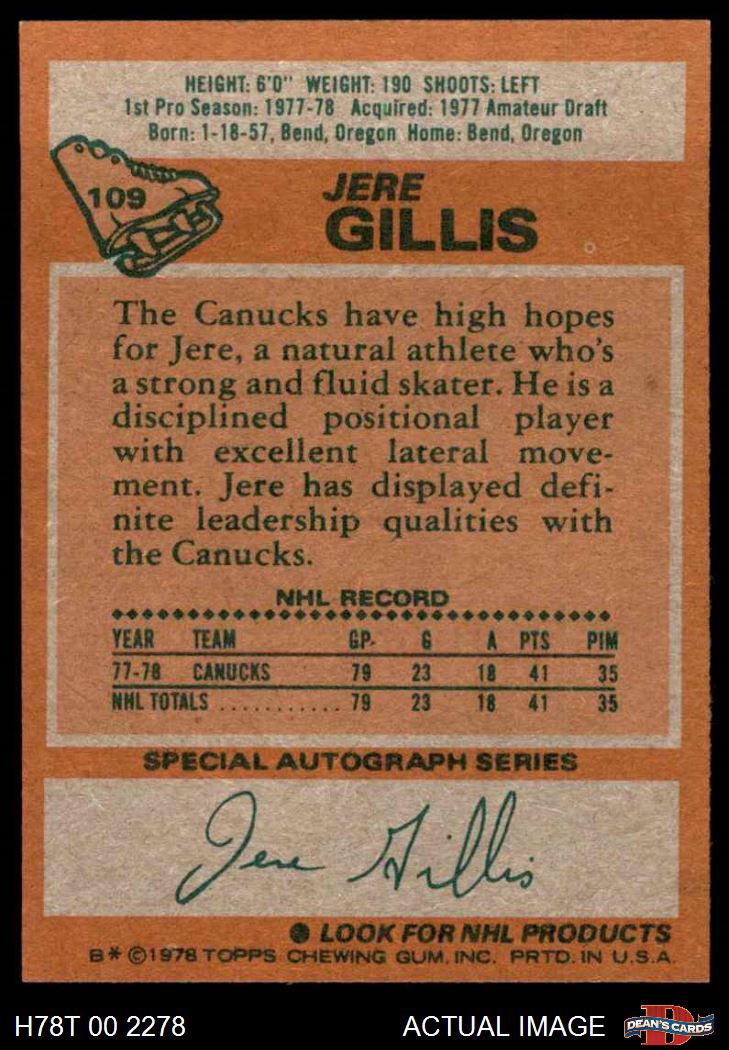 HEIGHT: 6'0" WEIGHT: 190 SHOOTS: LEFT
1st Pro Season: 1977-78 Acquired: 1977 Amateur Draft
Born: 1-18-57, Bend, Oregon Home: Bend, Oregon
109
JERE
GILLIS
The Canucks have high hopes
for Jere, a natural athlete who's
a strong and fluid skater. He is a
disciplined positional player
with excellent lateral move-
ment. Jere has displayed defi-
nite leadership qualities with
the Canucks.
NHL RECORD
YEAR TEAM GP. G A PTS PIM
77-78 CANUCKS 79 23 18 41 35
NHL TOTALS ........... 79 23 18 41 35
SPECIAL AUTOGRAPH SERIES
Jere Gillis
● LOOK FOR NHL PRODUCTS
B* ©1978 TOPPS CHEWING GUM, INC. PRTD. IN U.S.A.
H78T 00 2278 ACTUAL IMAGE D DEAN'S CARDS